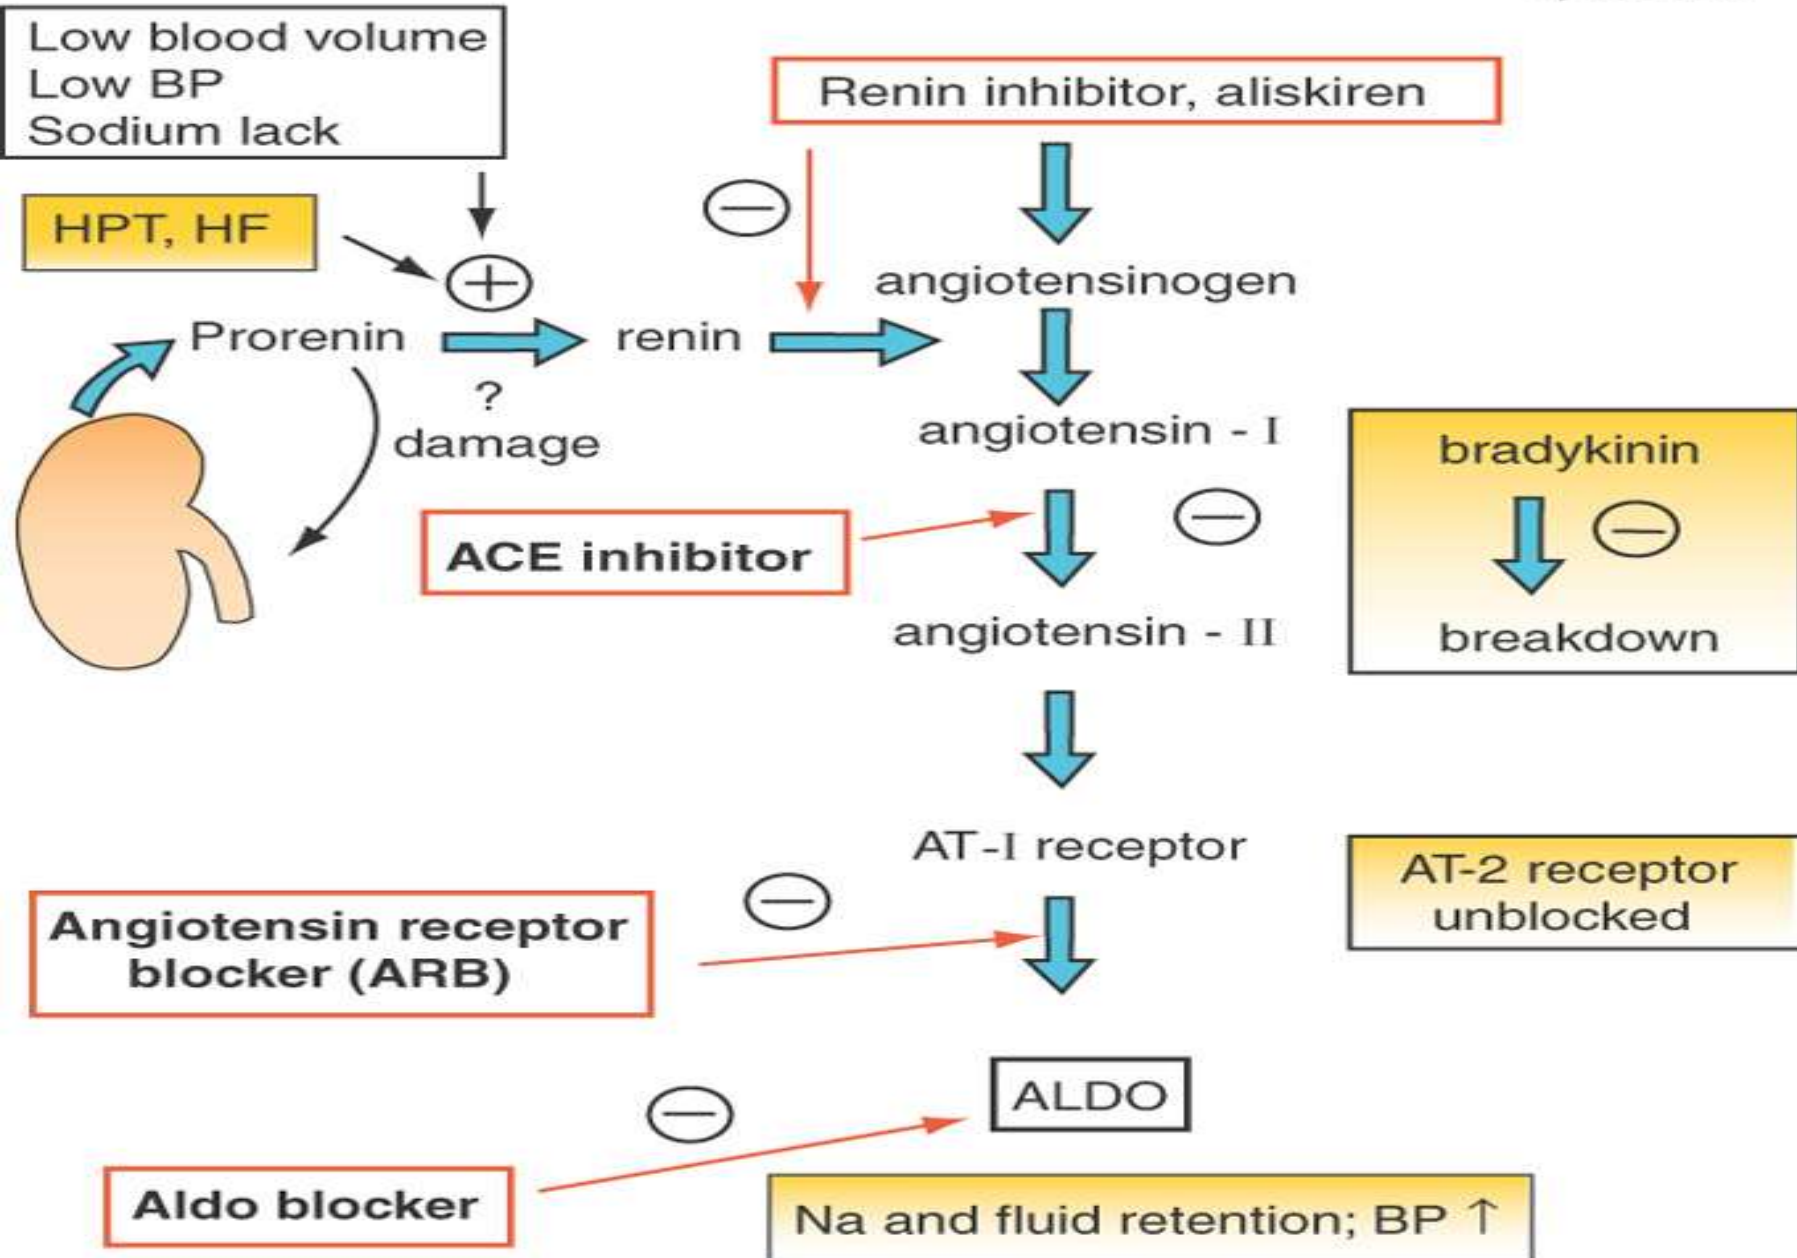 Low blood volume
Low BP
Sodium lack
Renin inhibitor, aliskiren
HPT, HF
−
+
angiotensinogen
Prorenin
renin
?
damage
angiotensin - I
bradykinin
−
−
ACE inhibitor
angiotensin - II
breakdown
AT-I receptor
AT-2 receptor
unblocked
−
Angiotensin receptor
blocker (ARB)
ALDO
−
Aldo blocker
Na and fluid retention; BP ↑